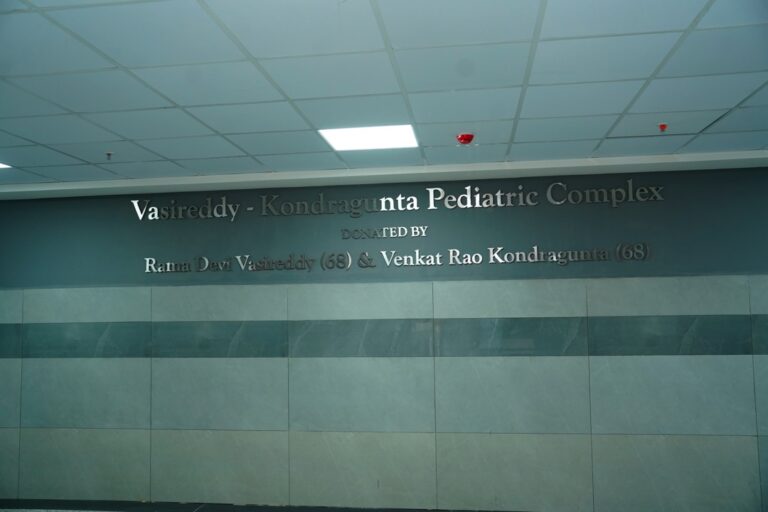 Vasireddy - Kondragunta Pediatric Complex
DONATED BY
Rama Devi Vasireddy (68) & Venkat Rao Kondragunta (68)